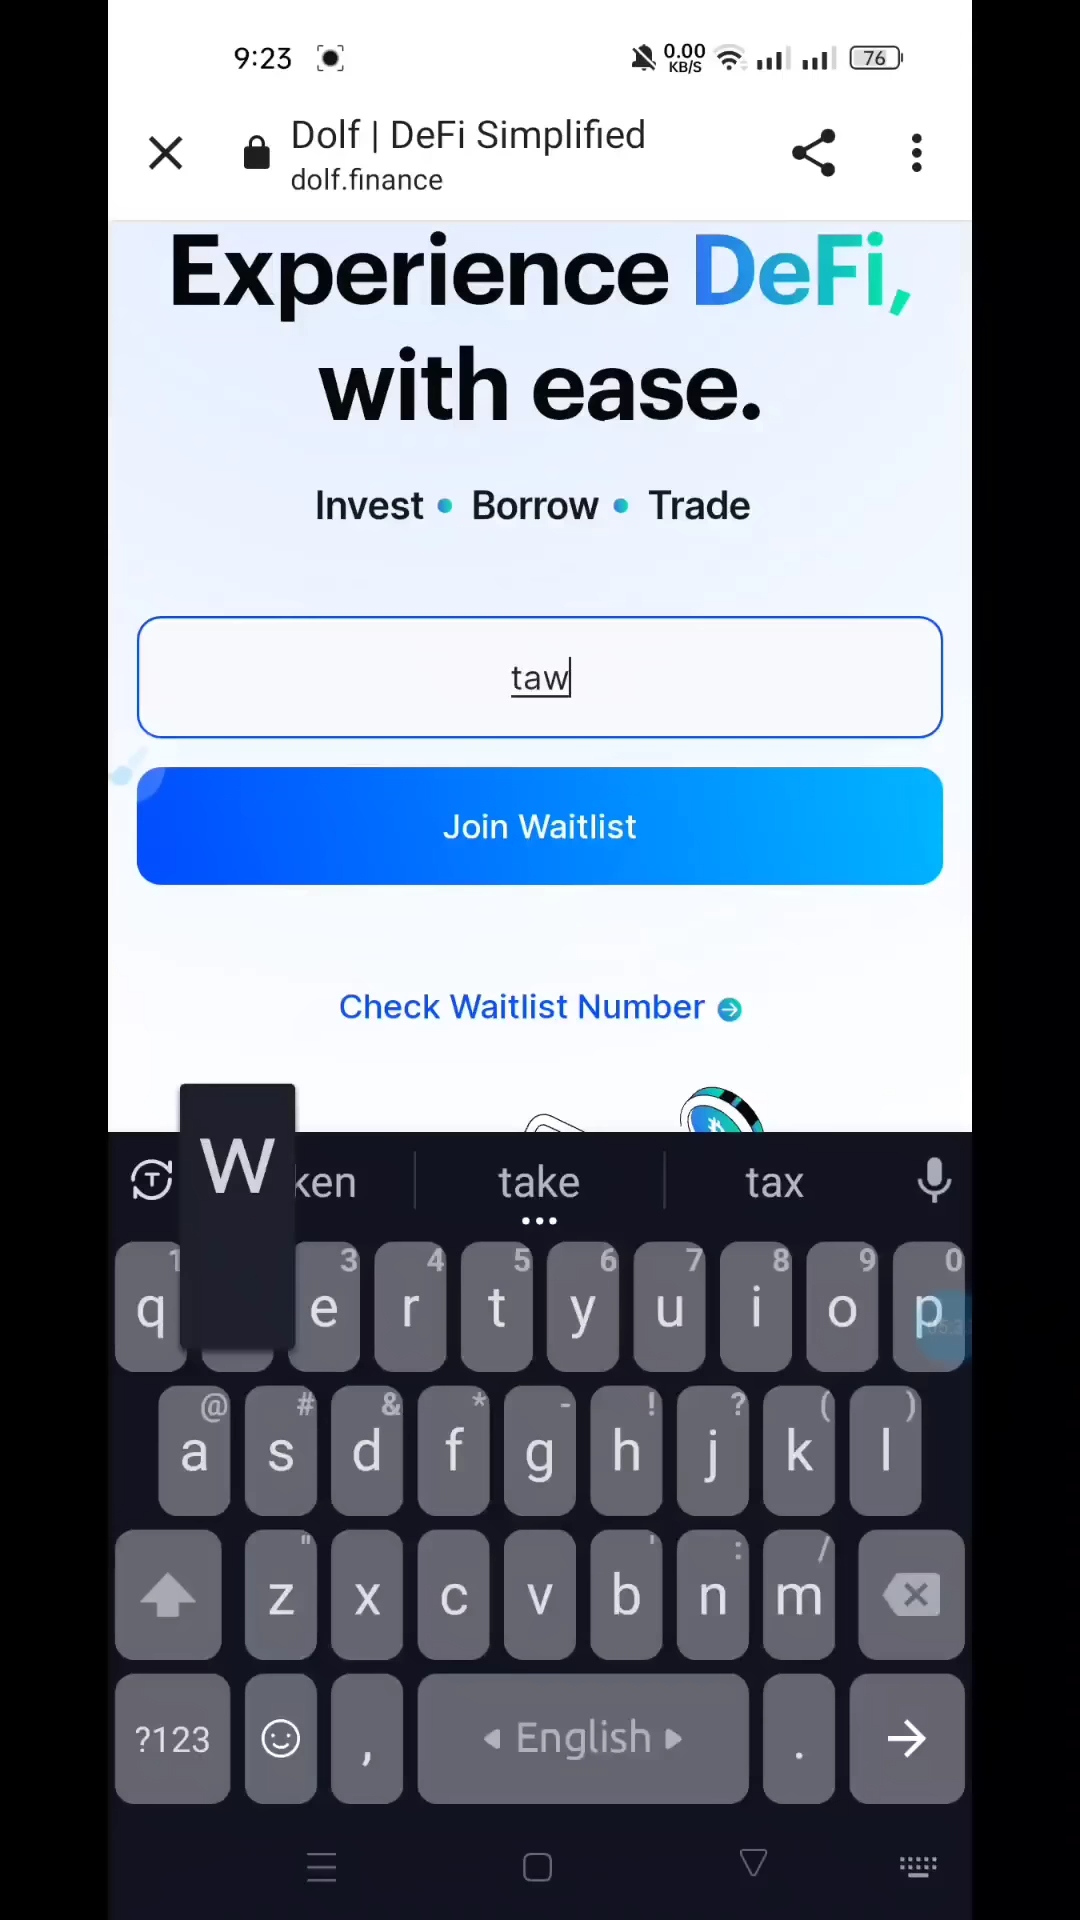 9:23
0.00
KB/S
76
Dolf | DeFi Simplified
dolf.finance
Experience DeFi,
with ease.
Invest • Borrow • Trade
taw
Join Waitlist
Check Waitlist Number
W
ken take tax
q 1 e 3 r 4 t 5 y 6 u 7 i 8 o 9 p 0
a @ s # d & f * g - h ! j ? k ( l )
z " x c v b ' n : m /
?123 , English .